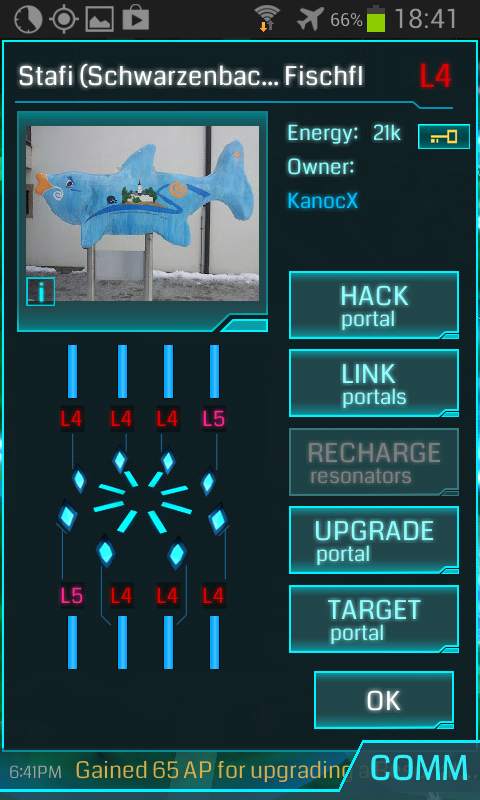 66% 18:41
Stafi (Schwarzenbac... Fischfl L4
Energy: 21k
Owner:
KanocX
i
HACK
portal
LINK
portals
L4 L4 L4 L5
RECHARGE
resonators
UPGRADE
portal
L5 L4 L4 L4
TARGET
portal
OK
6:41PM Gained 65 AP for upgrading
COMM